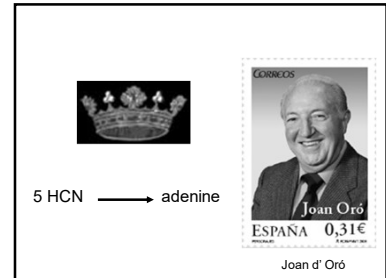 CORREOS
5 HCN → adenine
Joan Oró
ESPAÑA 0,31€
Joan d' Oró